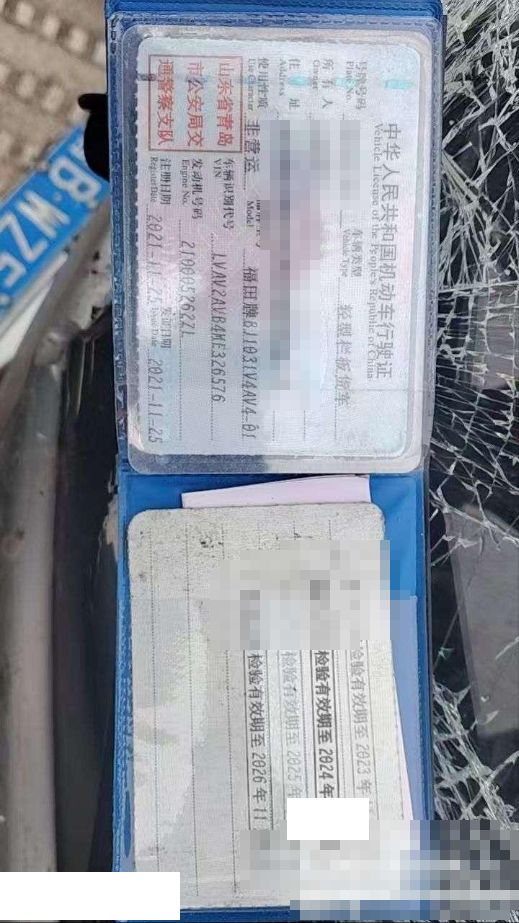 中华人民共和国机动车行驶证
Vehicle License of the People's Republic of China
号牌号码
Plate No.
车辆类型
Vehicle Type
轻型栏板货车
所有人
Owner
住址
Address
使用性质
Use Character
非营运
Model
福田牌BJ1031V4AV4-01
山东省青岛
市公安局交
通警察支队
车辆识别代号
VIN
LVAV2AVB4ME326576
发动机号码
Engine No.
注册日期
Register Date
2021-11-25
发证日期
Issue Date
2021-11-25
检验有效期至2023年
检验有效期至2024年
检验有效期至2025年
检验有效期至2026年11